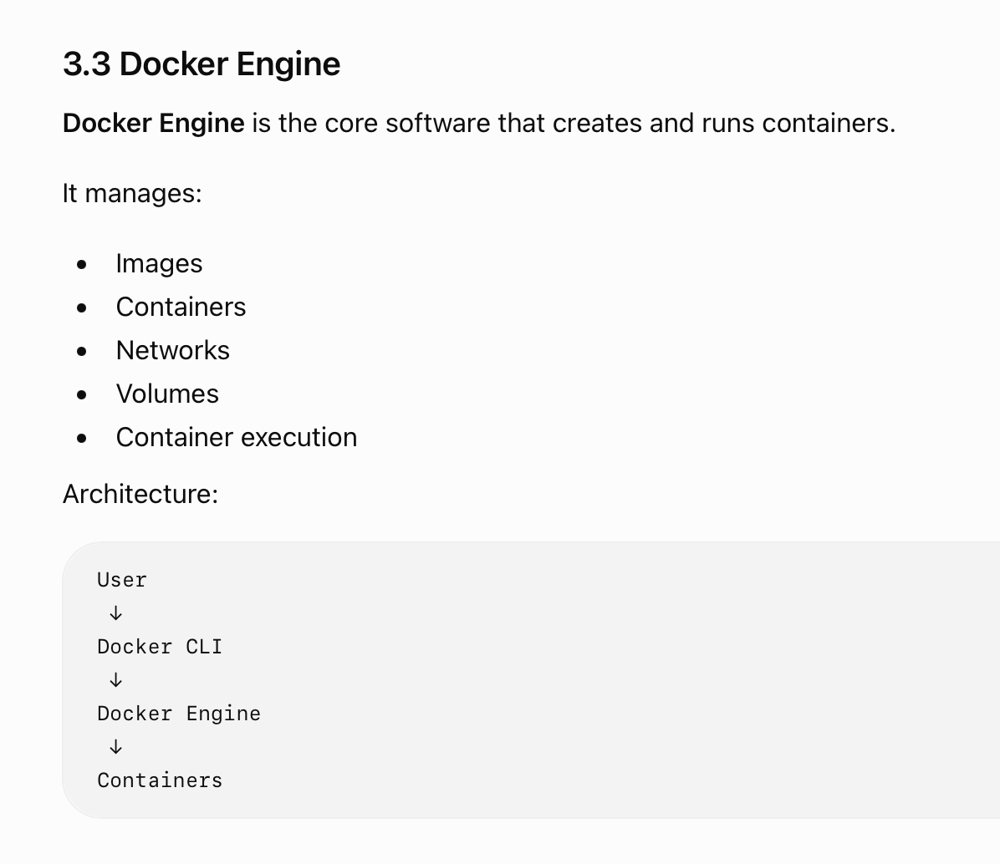 3.3 Docker Engine
Docker Engine is the core software that creates and runs containers.
It manages:
• Images
• Containers
• Networks
• Volumes
• Container execution
Architecture:
User
↓
Docker CLI
↓
Docker Engine
↓
Containers